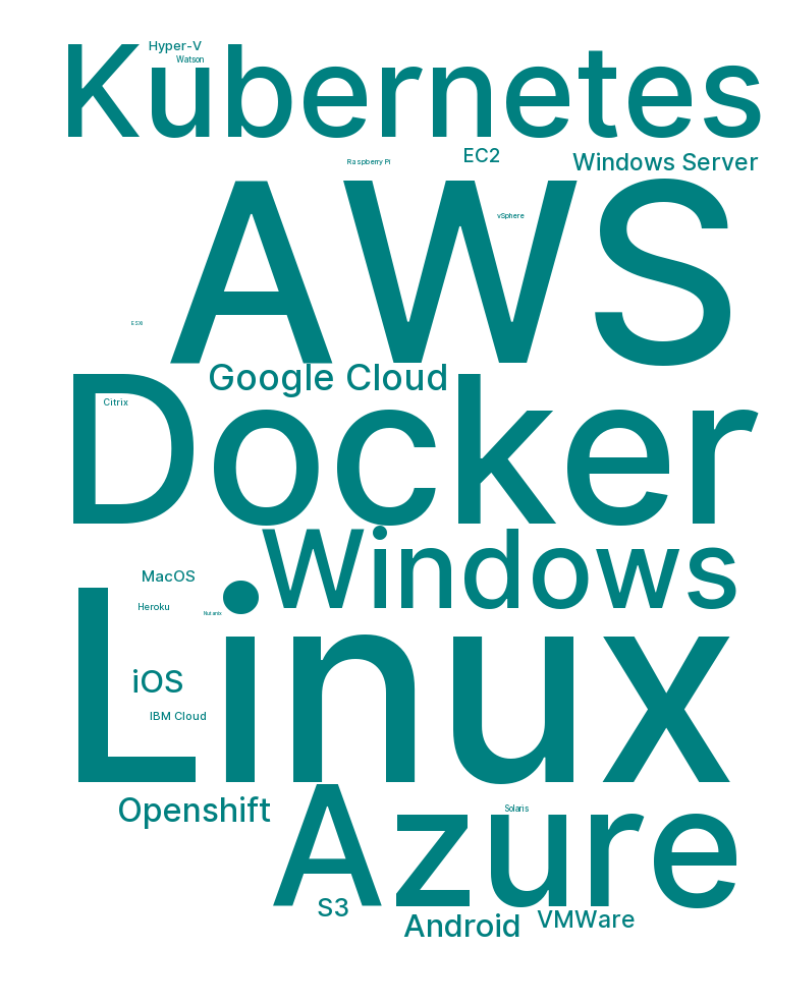 Hyper-V
Watson
Kubernetes
EC2
Raspberry Pi
Windows Server
vSphere
AWS
ESXi
Google Cloud
Citrix
Docker
Windows
MacOS
Heroku
Nutanix
Linux
iOS
IBM Cloud
Openshift
Solaris
Azure
S3
Android
VMWare